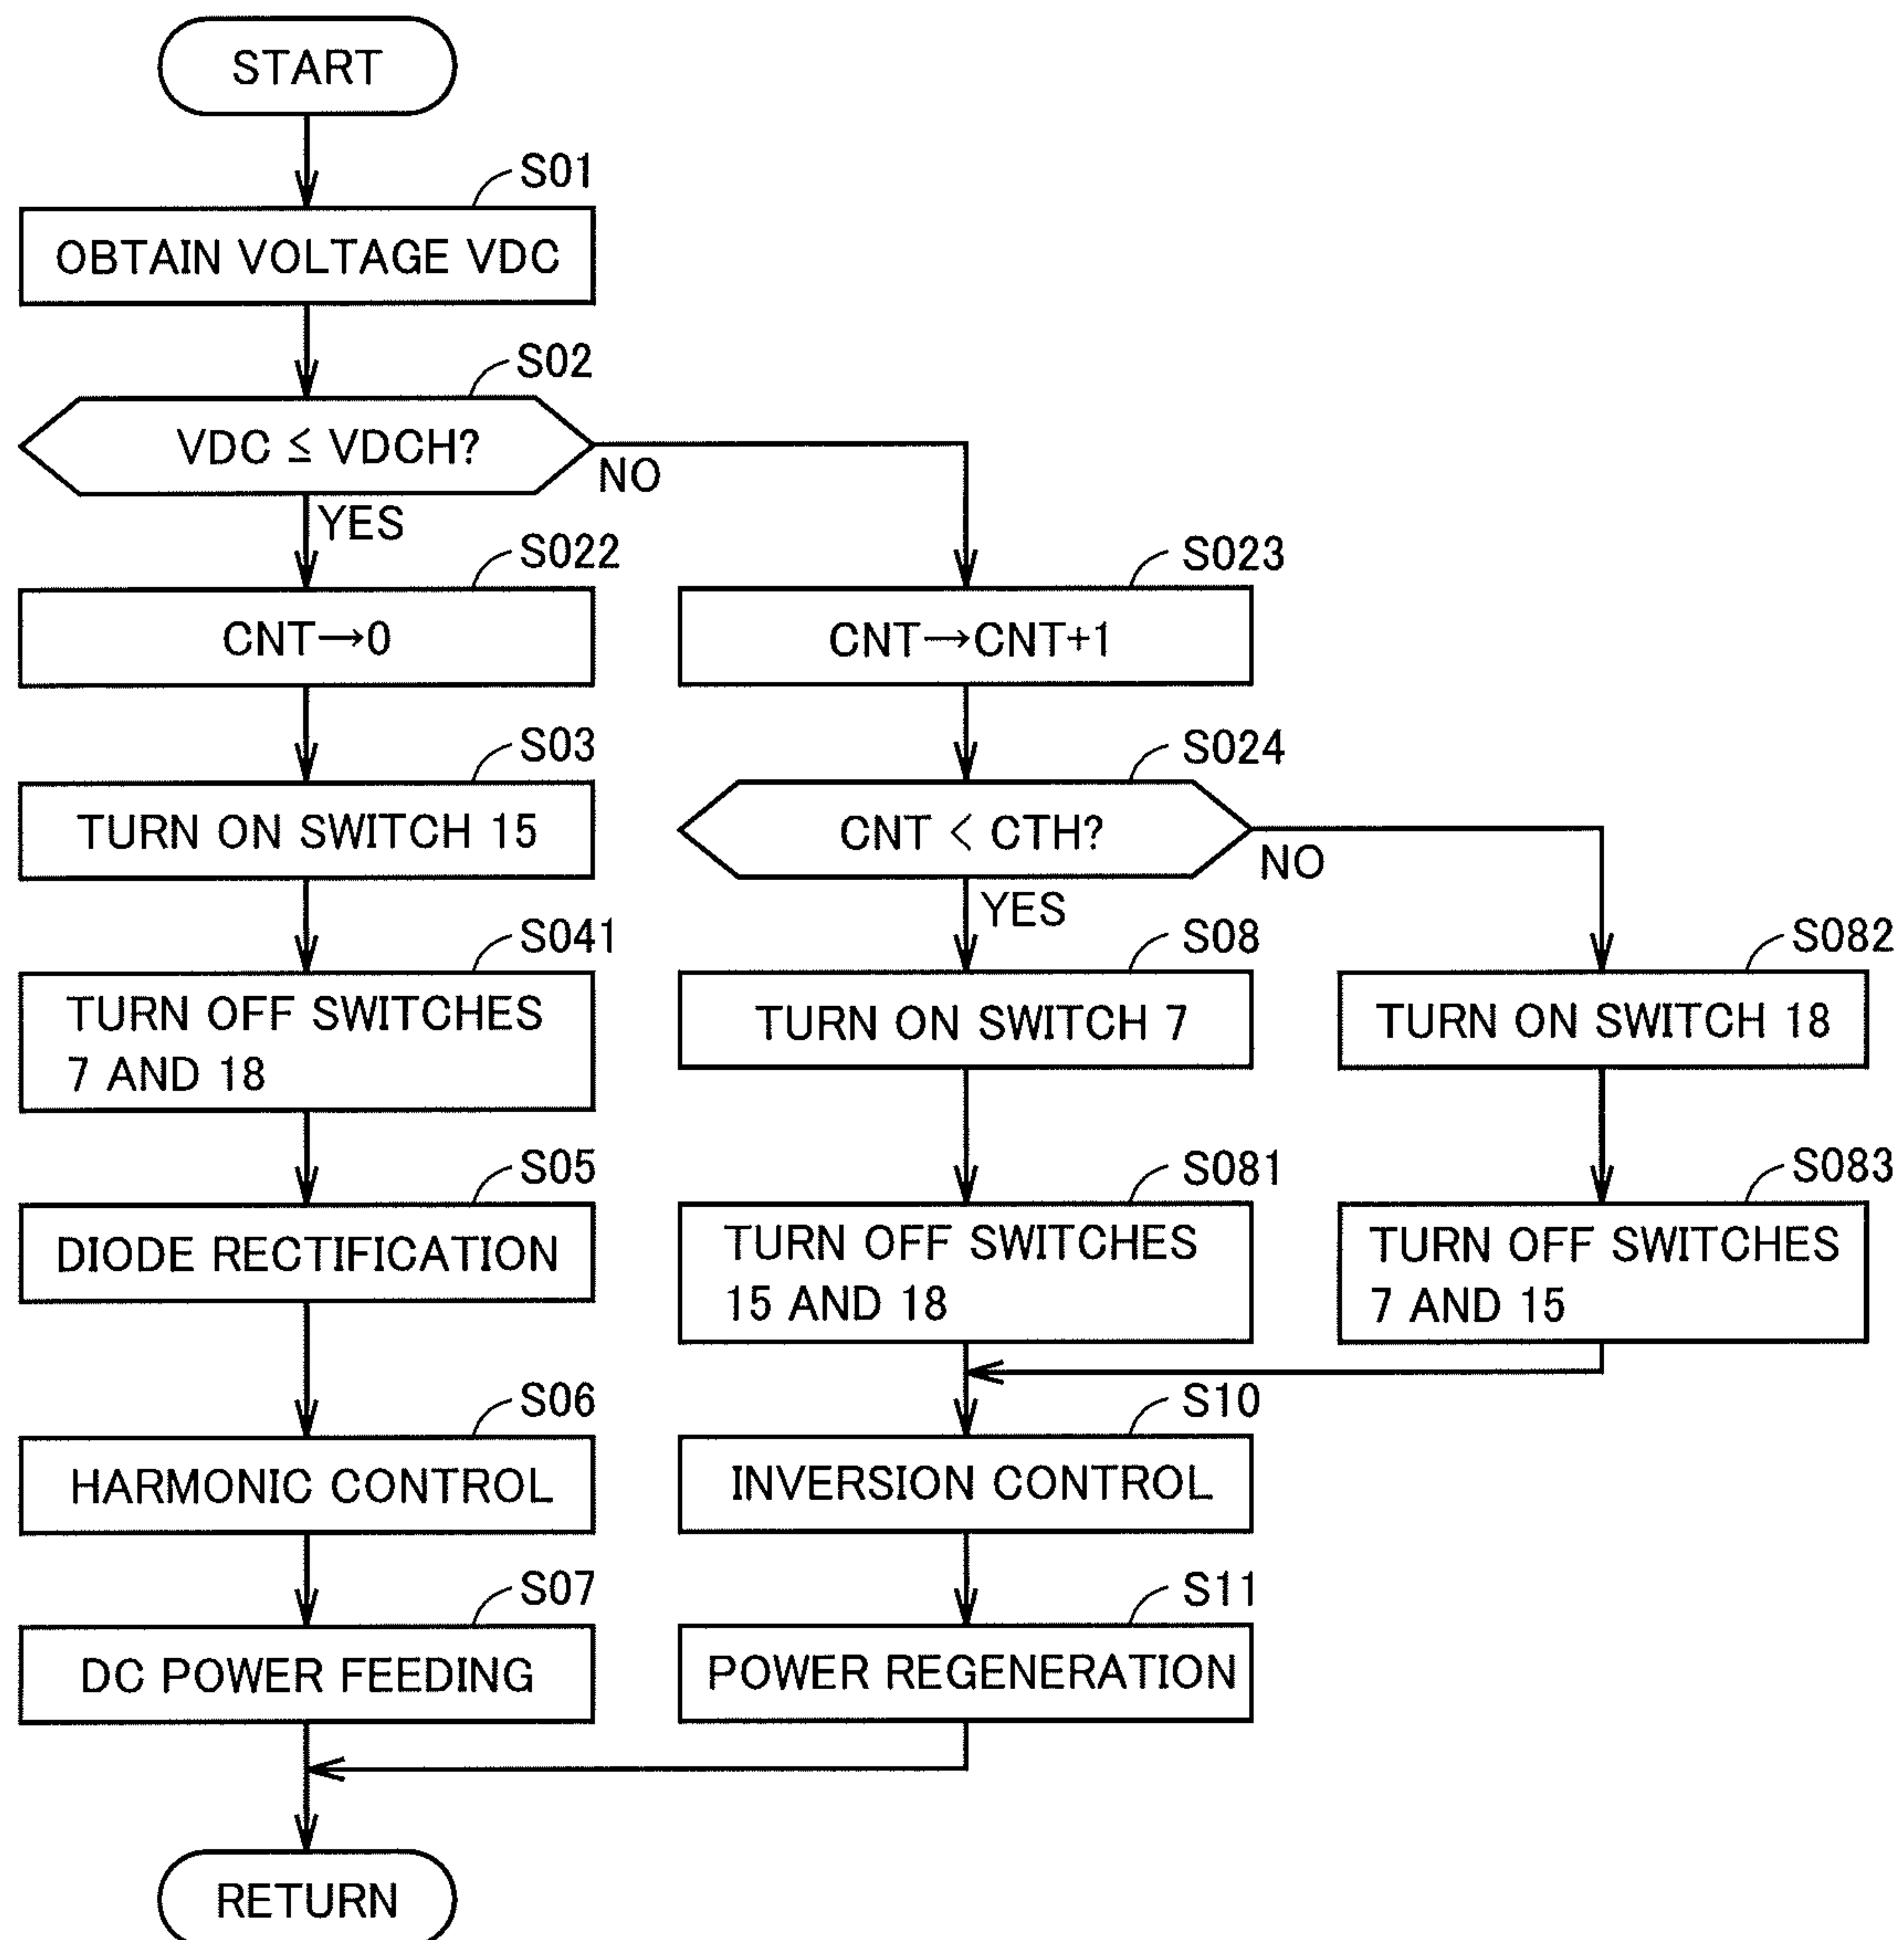 START
S01
OBTAIN VOLTAGE VDC
S02
VDC ≦ VDCH?
NO
YES
S022
CNT→0
S023
CNT→CNT+1
S03
TURN ON SWITCH 15
S024
CNT < CTH?
NO
YES
S041
TURN OFF SWITCHES
7 AND 18
S08
TURN ON SWITCH 7
S082
TURN ON SWITCH 18
S05
DIODE RECTIFICATION
S081
TURN OFF SWITCHES
15 AND 18
S083
TURN OFF SWITCHES
7 AND 15
S06
HARMONIC CONTROL
S10
INVERSION CONTROL
S07
DC POWER FEEDING
S11
POWER REGENERATION
RETURN